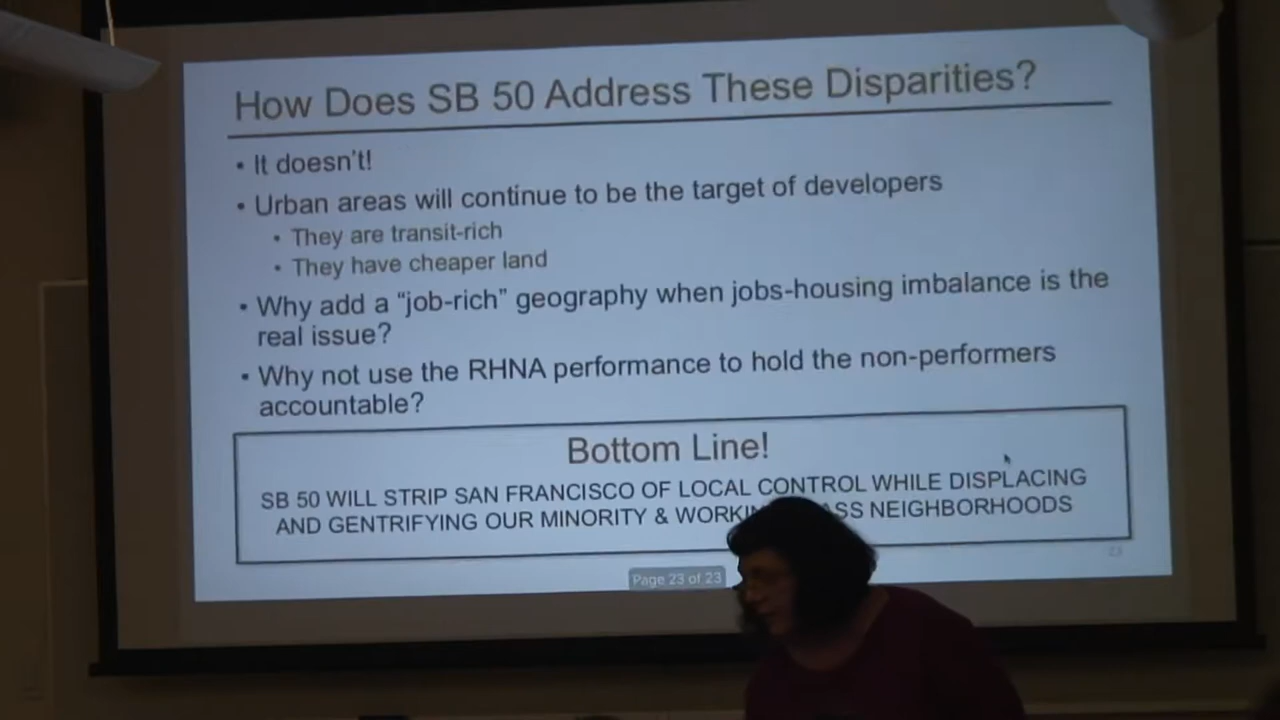 How Does SB 50 Address These Disparities?
• It doesn't!
• Urban areas will continue to be the target of developers
• They are transit-rich
• They have cheaper land
• Why add a “job-rich” geography when jobs-housing imbalance is the
real issue?
• Why not use the RHNA performance to hold the non-performers
accountable?
Bottom Line!
SB 50 WILL STRIP SAN FRANCISCO OF LOCAL CONTROL WHILE DISPLACING
AND GENTRIFYING OUR MINORITY & NEIGHBORHOODS
23
Page 23 of 23